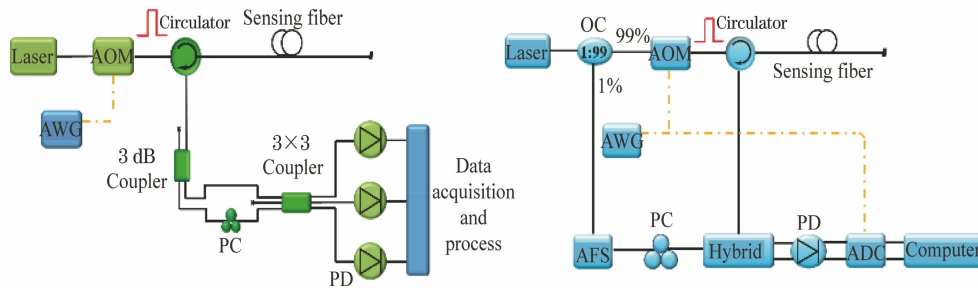 Circulator
Sensing fiber
Laser
AOM
AWG
3 dB
Coupler
3×3
Coupler
PC
PD
Data
acquisition
and
process
OC
1:99
99%
1%
Circulator
Laser
AOM
Sensing fiber
AWG
PC
PD
AFS
Hybrid
ADC
Computer